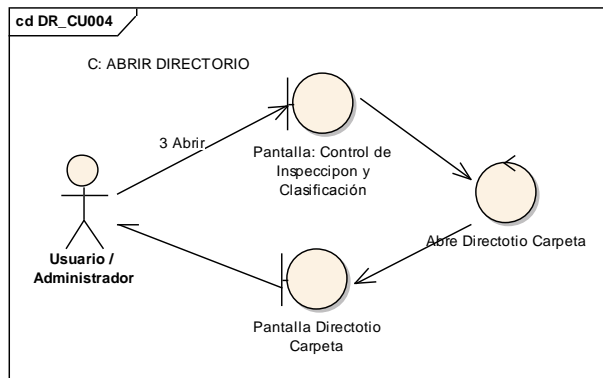 cd DR_CU004
C: ABRIR DIRECTORIO
3 Abrir
Pantalla: Control de
Inspeccipon y
Clasificación
Usuario /
Administrador
Abre Directotio Carpeta
Pantalla Directotio
Carpeta